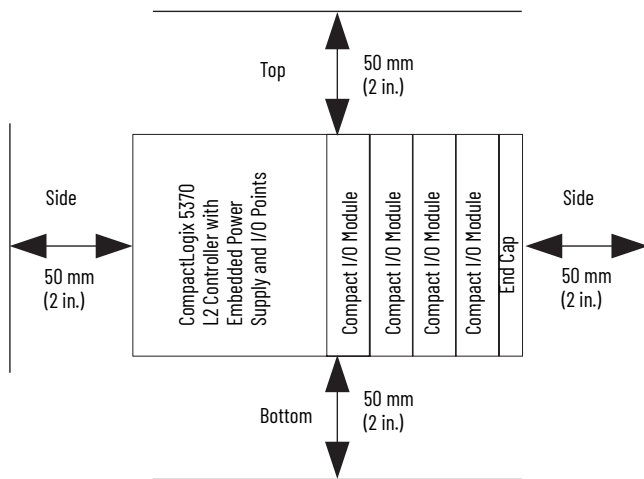 Top
50 mm
(2 in.)
Side
50 mm
(2 in.)
CompactLogix 5370
L2 Controller with
Embedded Power
Supply and I/O Points
Compact I/O Module
Compact I/O Module
Compact I/O Module
Compact I/O Module
End Cap
Side
50 mm
(2 in.)
Bottom
50 mm
(2 in.)